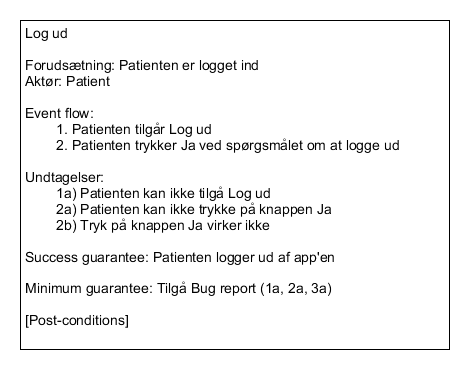 Log ud
Forudsætning: Patienten er logget ind
Aktør: Patient
Event flow:
1. Patienten tilgår Log ud
2. Patienten trykker Ja ved spørgsmålet om at logge ud
Undtagelser:
1a) Patienten kan ikke tilgå Log ud
2a) Patienten kan ikke trykke på knappen Ja
2b) Tryk på knappen Ja virker ikke
Success guarantee: Patienten logger ud af app'en
Minimum guarantee: Tilgå Bug report (1a, 2a, 3a)
[Post-conditions]